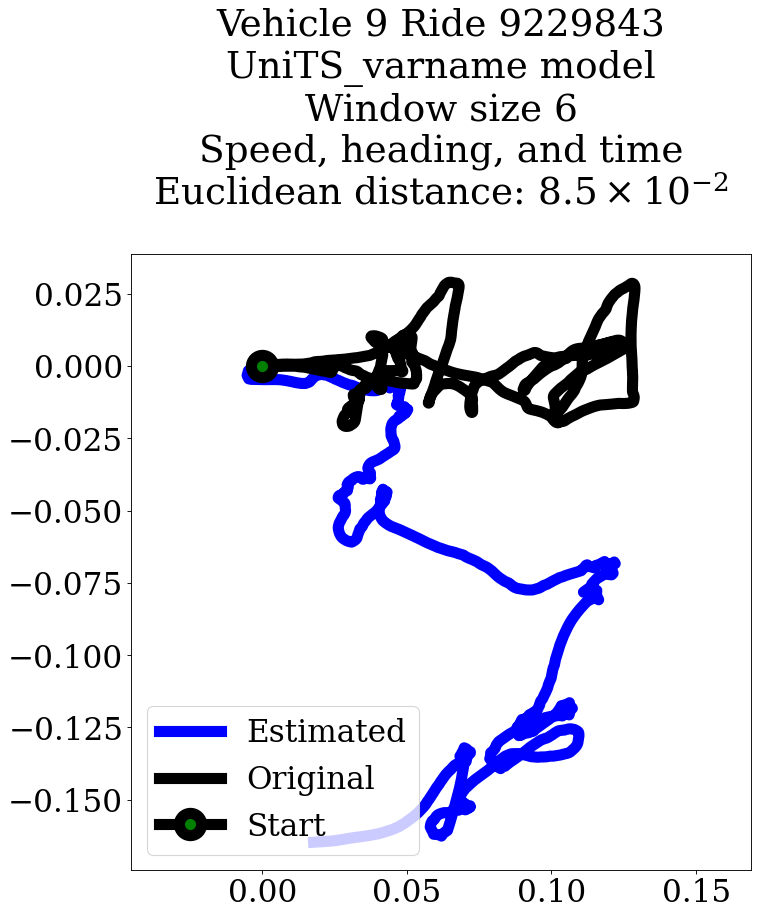 Vehicle 9 Ride 9229843
UniTS_varname model
Window size 6
Speed, heading, and time
Euclidean distance: 8.5 × 10⁻²
0.025
0.000
−0.025
−0.050
−0.075
−0.100
−0.125
−0.150
Estimated
Original
Start
0.00 0.05 0.10 0.15